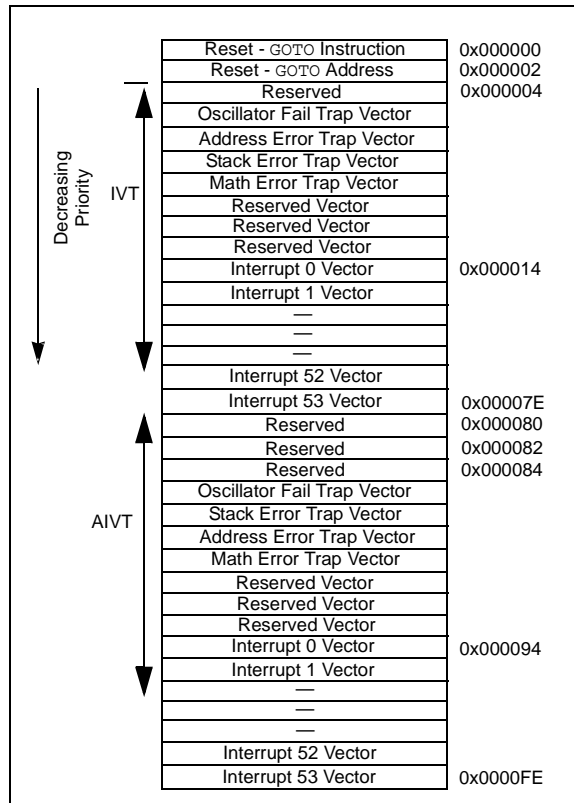 Reset - GOTO Instruction 0x000000
Reset - GOTO Address 0x000002
Reserved 0x000004
Oscillator Fail Trap Vector
Address Error Trap Vector
Stack Error Trap Vector
Math Error Trap Vector
Reserved Vector
Reserved Vector
Reserved Vector
Interrupt 0 Vector 0x000014
Interrupt 1 Vector
—
—
—
Interrupt 52 Vector
Interrupt 53 Vector 0x00007E
Reserved 0x000080
Reserved 0x000082
Reserved 0x000084
Oscillator Fail Trap Vector
Stack Error Trap Vector
Address Error Trap Vector
Math Error Trap Vector
Reserved Vector
Reserved Vector
Reserved Vector
Interrupt 0 Vector 0x000094
Interrupt 1 Vector
—
—
—
Interrupt 52 Vector
Interrupt 53 Vector 0x0000FE
Decreasing
Priority
IVT
AIVT